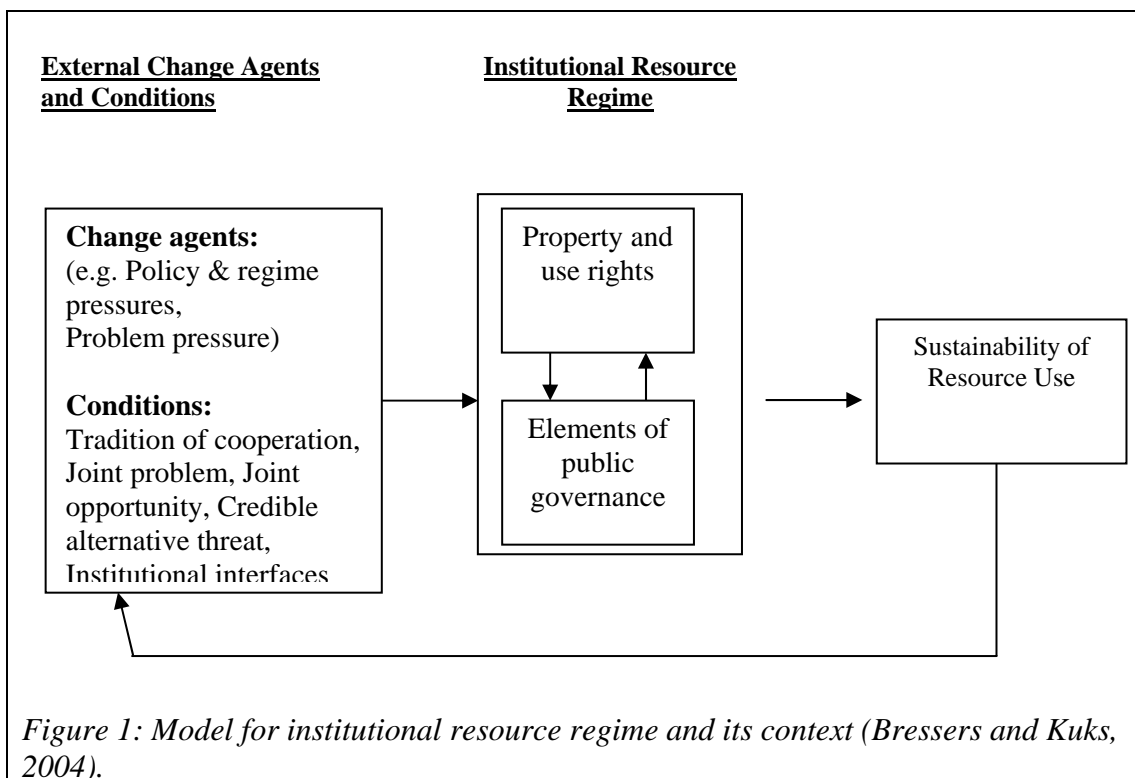 External Change Agents
and Conditions
Institutional Resource
Regime
Change agents:
(e.g. Policy & regime
pressures,
Problem pressure)
Conditions:
Tradition of cooperation,
Joint problem, Joint
opportunity, Credible
alternative threat,
Institutional interfaces
Property and
use rights
Elements of
public
governance
Sustainability of
Resource Use
Figure 1: Model for institutional resource regime and its context (Bressers and Kuks,
2004).